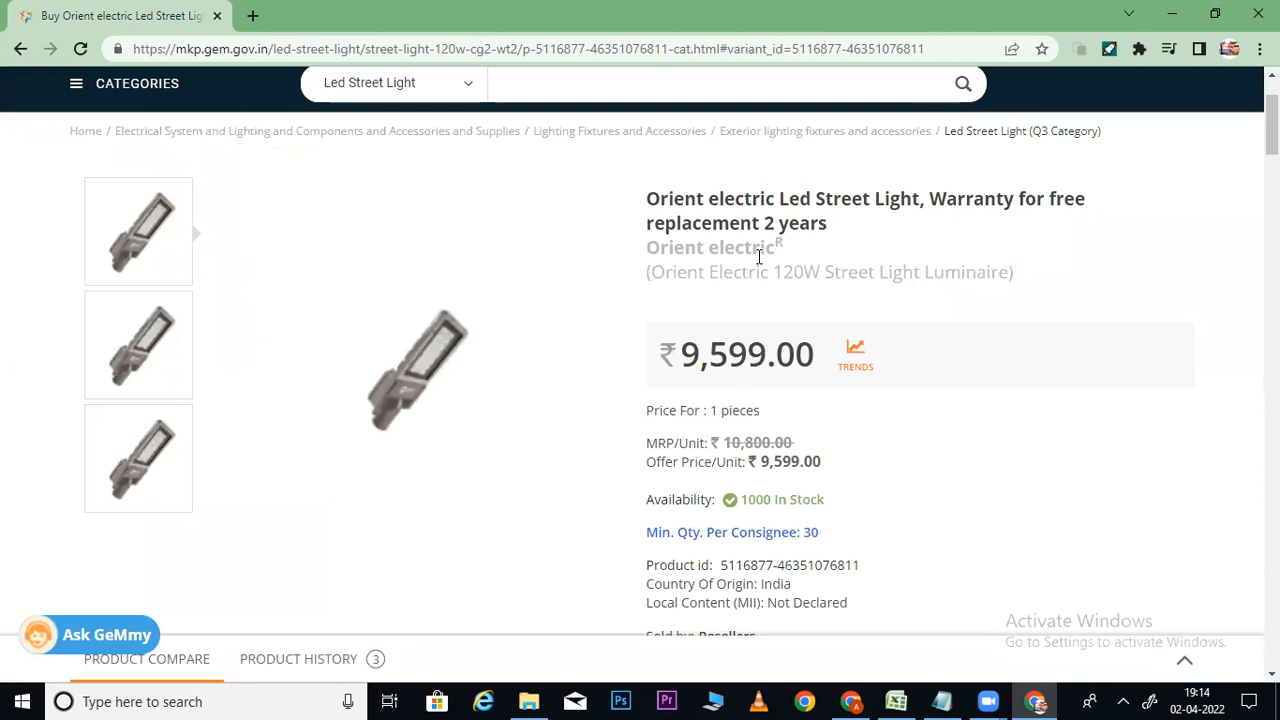 Buy Orient electric Led Street Lig
https://mkp.gem.gov.in/led-street-light/street-light-120w-cg2-wt2/p-5116877-46351076811-cat.html#variant_id=5116877-46351076811
CATEGORIES
Led Street Light
Home / Electrical System and Lighting and Components and Accessories and Supplies / Lighting Fixtures and Accessories / Exterior lighting fixtures and accessories / Led Street Light (Q3 Category)
Orient electric Led Street Light, Warranty for free
replacement 2 years
Orient electricR
(Orient Electric 120W Street Light Luminaire)
₹ 9,599.00
TRENDS
Price For : 1 pieces
MRP/Unit: ₹ 10,800.00
Offer Price/Unit: ₹ 9,599.00
Availability: 1000 In Stock
Min. Qty. Per Consignee: 30
Product id: 5116877-46351076811
Country Of Origin: India
Local Content (MII): Not Declared
Sold by: Resellers
Activate Windows
Go to Settings to activate Windows.
Ask GeMmy
PRODUCT COMPARE PRODUCT HISTORY 3
Type here to search
19:14
02-04-2022